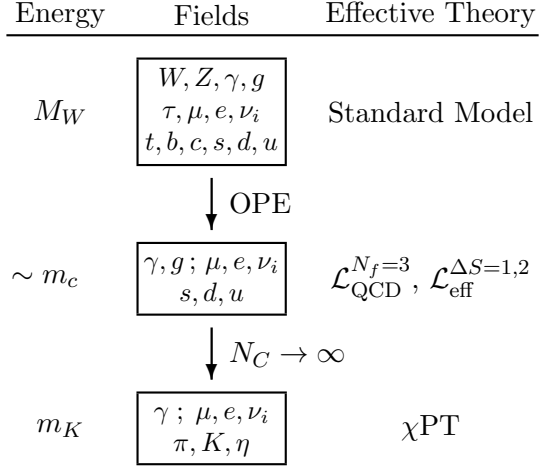 Energy Fields Effective Theory
W, Z, γ, g
M_W τ, μ, e, ν_i Standard Model
t, b, c, s, d, u
OPE
∼ m_c γ, g ; μ, e, ν_i L_QCD^{N_f=3}, L_eff^{ΔS=1,2}
s, d, u
N_C → ∞
m_K γ ; μ, e, ν_i χPT
π, K, η